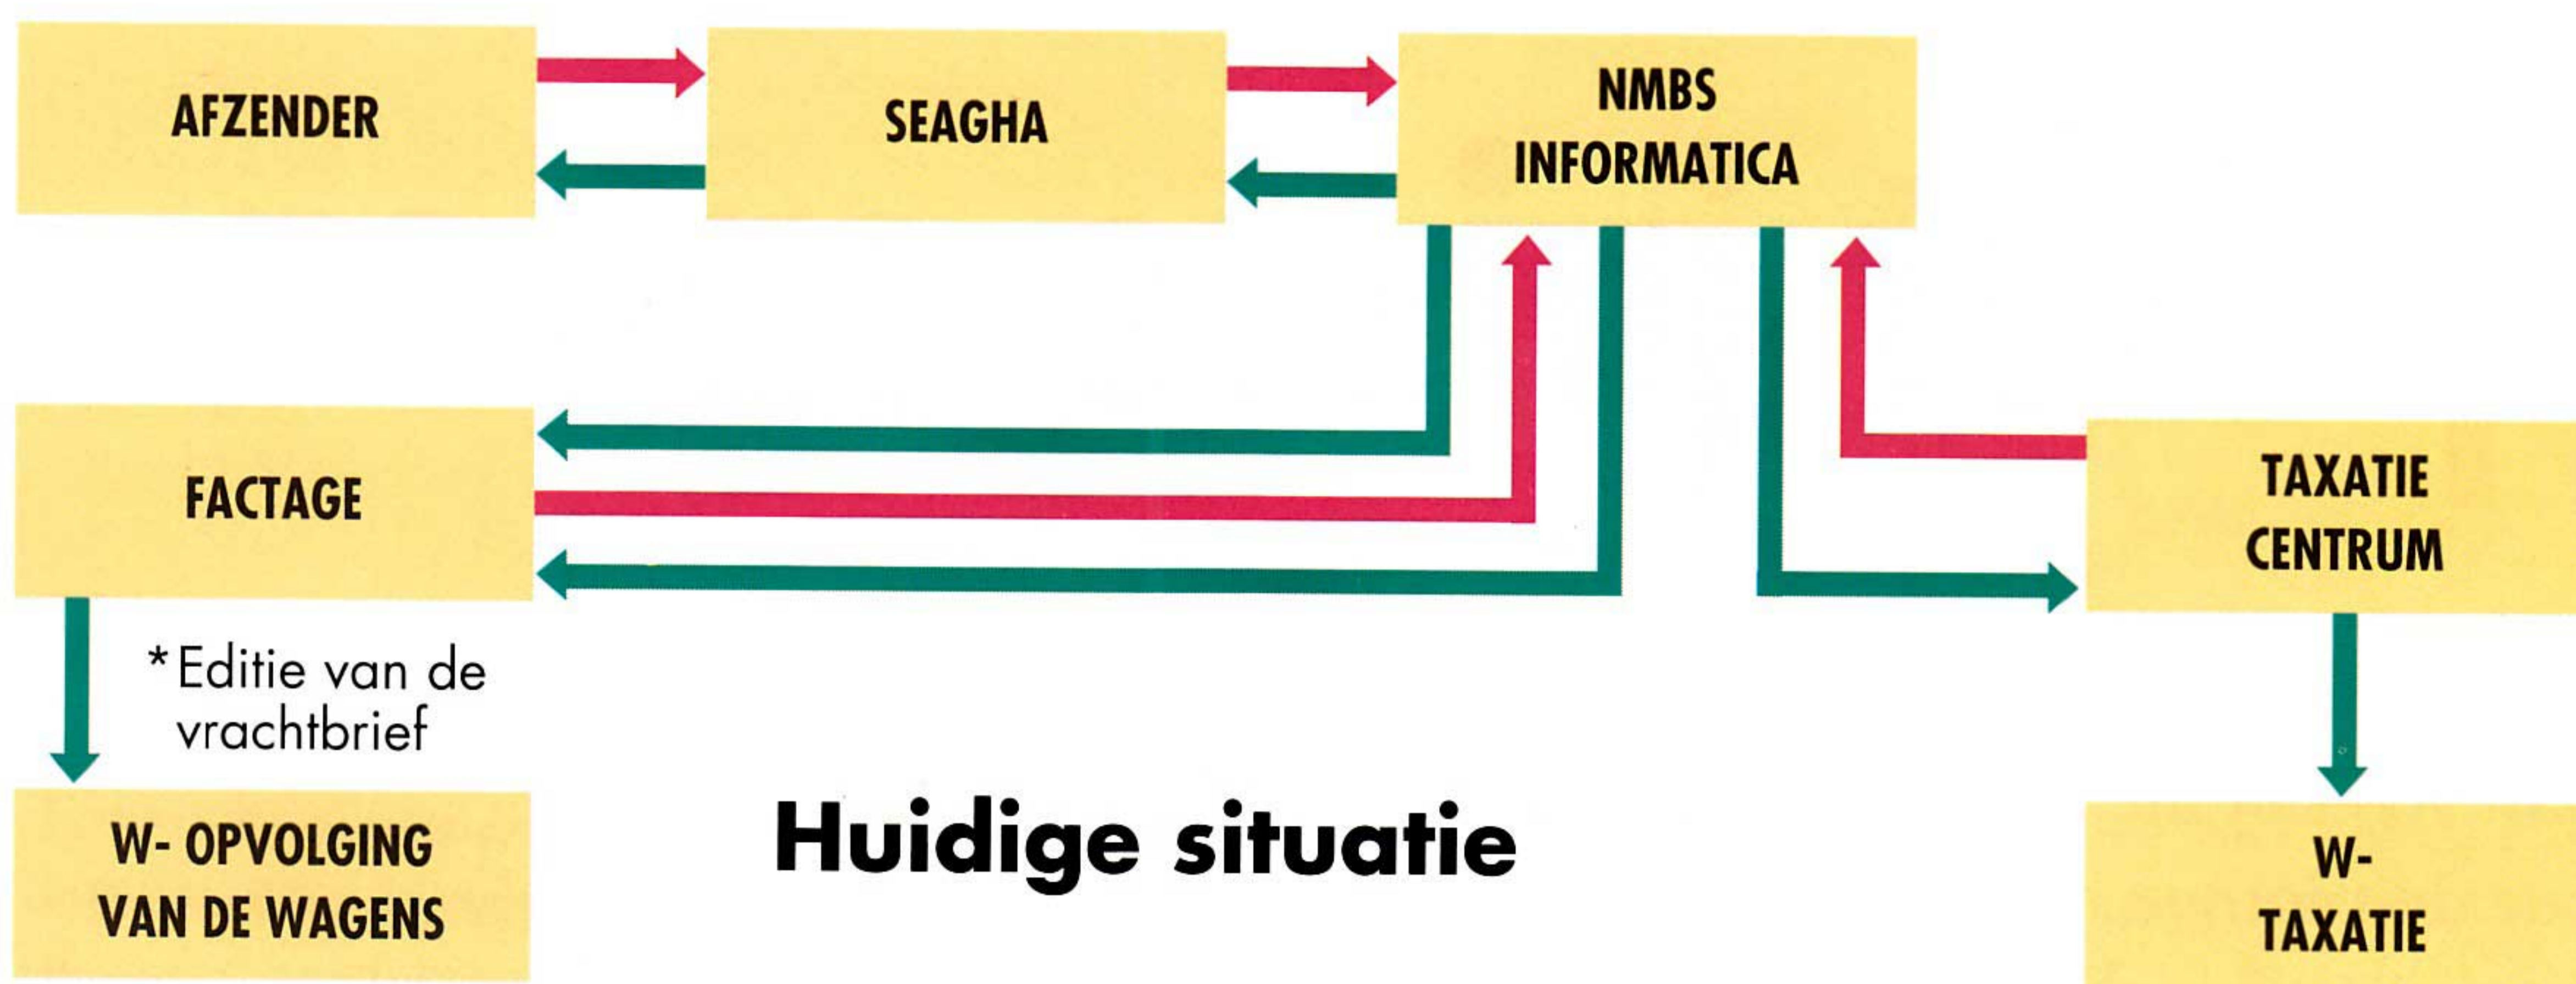 AFZENDER
SEAGHA
NMBS
INFORMATICA
FACTAGE
TAXATIE
CENTRUM
*Editie van de
vrachtbrief
W- OPVOLGING
VAN DE WAGENS
Huidige situatie
W-
TAXATIE